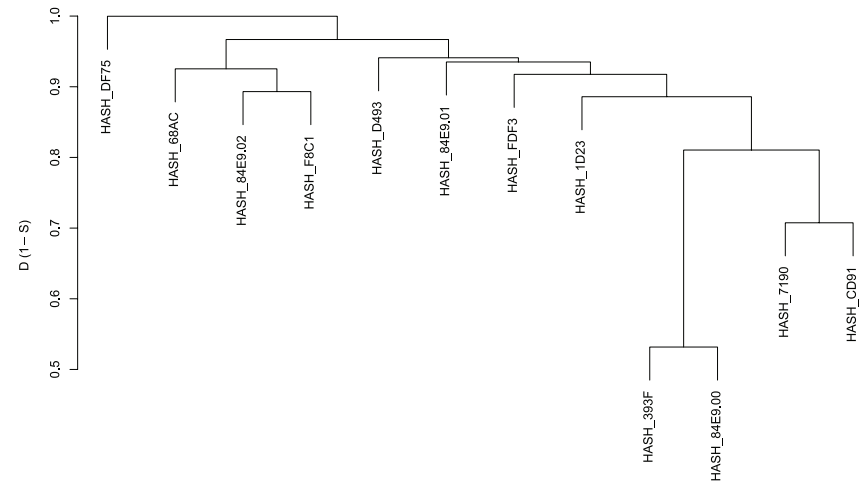 D (1− S)
1.0
0.9
0.8
0.7
0.6
0.5
HASH_DF75
HASH_68AC
HASH_84E9.02
HASH_F8C1
HASH_D493
HASH_84E9.01
HASH_FDF3
HASH_1D23
HASH_393F
HASH_84E9.00
HASH_7190
HASH_CD91